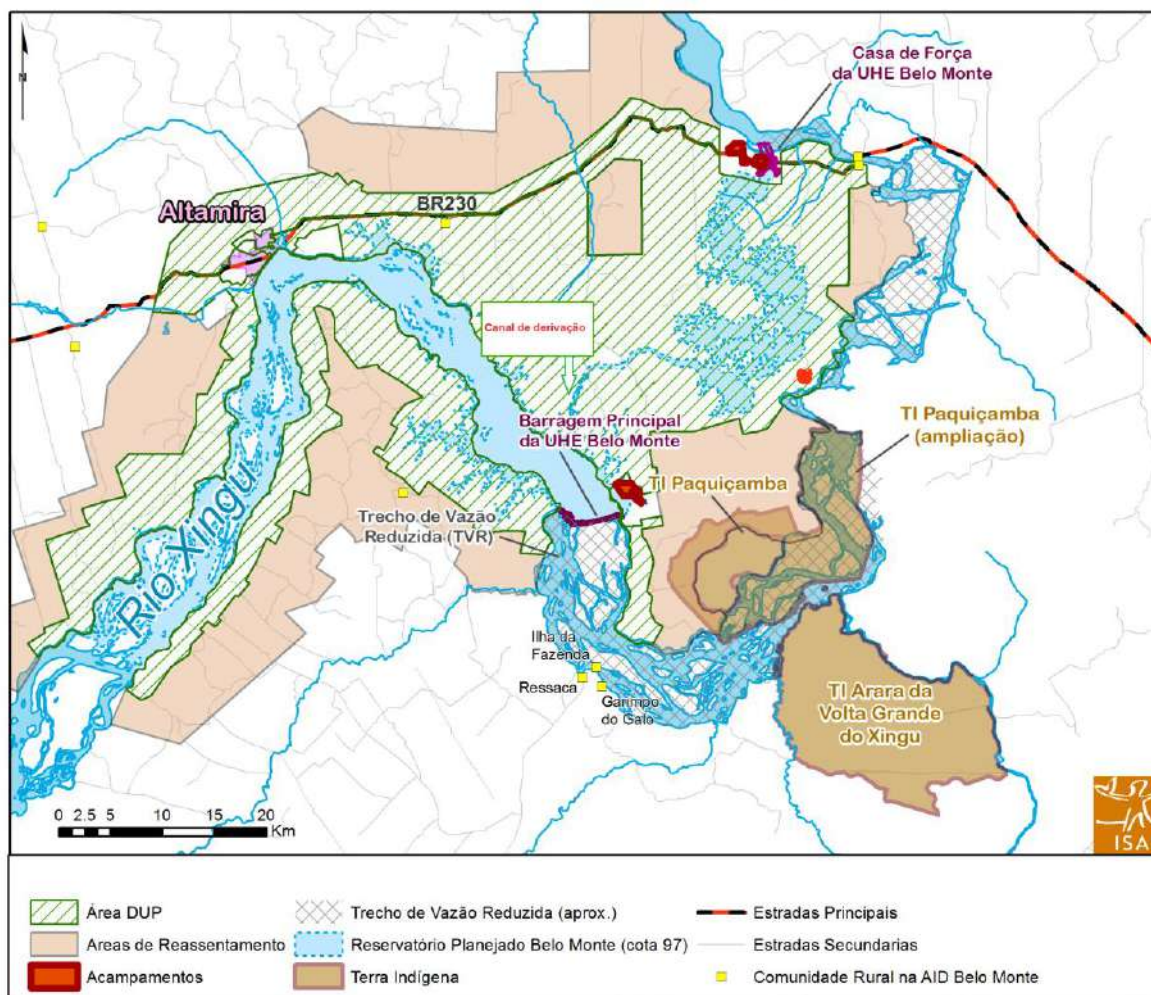 Casa de Força
da UHE Belo Monte
N
Altamira
BR230
Canal de derivação
Barragem Principal
da UHE Belo Monte
TI Paquiçamba
(ampliação)
TI Paquiçamba
Trecho de Vazão
Reduzida (TVR)
Rio Xingu
Ilha da
Fazenda
Ressaca
Garimpo
do Galo
TI Arara da
Volta Grande
do Xingu
0 2.5 5 10 15 20
Km
ISA
Área DUP
Areas de Reassentamento
Acampamentos
Trecho de Vazão Reduzida (aprox.)
Reservatório Planejado Belo Monte (cota 97)
Terra Indígena
Estradas Principais
Estradas Secundarias
Comunidade Rural na AID Belo Monte